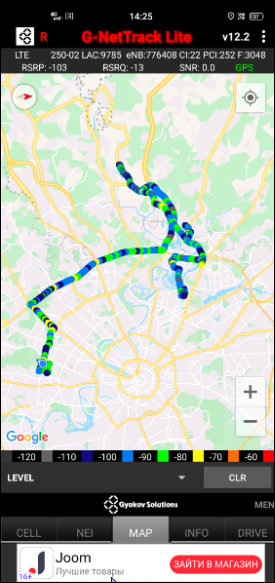 14:25
R G-NetTrack Lite v12.2
LTE 250-02 LAC:9785 eNB:776408 CI:22 PCI:252 F:3048
RSRP: -103 RSRQ: -13 SNR: 0.0 GPS
Google
-120 -110 -100 -90 -80 -70 -60
LEVEL CLR
Gyokov Solutions MEN
CELL NEI MAP INFO DRIVE
Joom
Лучшие товары
ЗАЙТИ В МАГАЗИН
16+